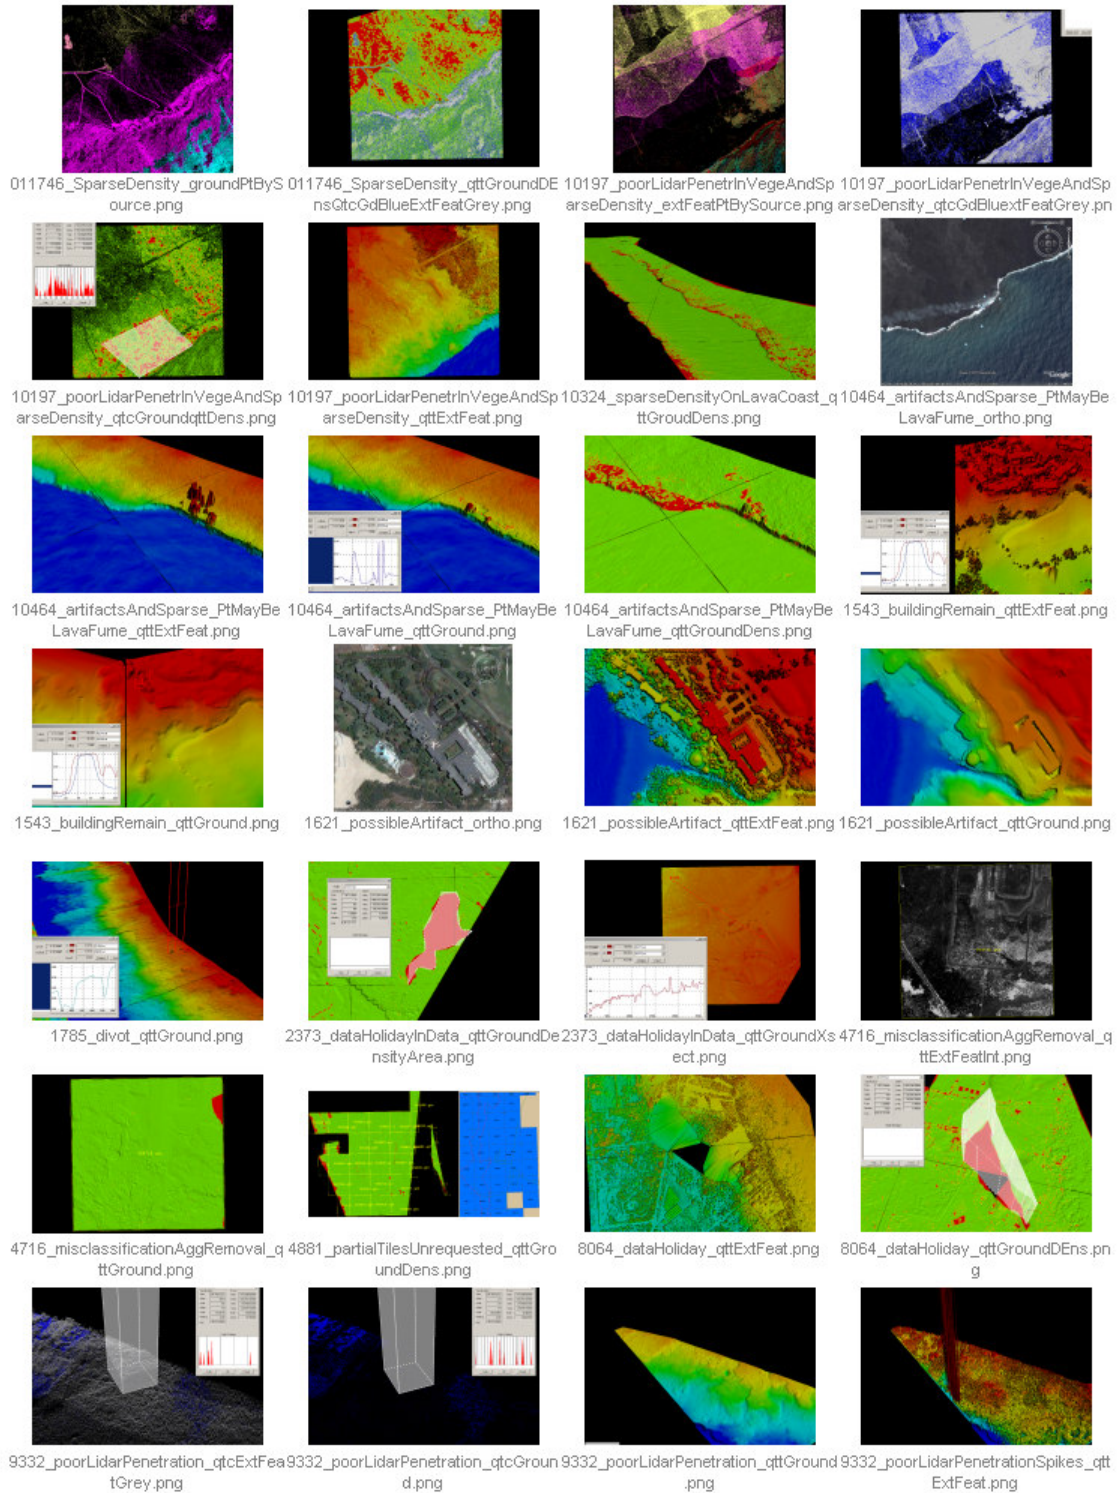 011746_SparseDensity_groundPtByS 011746_SparseDensity_qttGroundDE 10197_poorLidarPenetrInVegeAndSp 10197_poorLidarPenetrInVegeAndSp
ource.png nsQtcGdBlueExtFeatGrey.png arseDensity_extFeatPtBySource.png arseDensity_qtcGdBluextFeatGrey.pn
10197_poorLidarPenetrInVegeAndSp 10197_poorLidarPenetrInVegeAndSp 10324_sparseDensityOnLavaCoast_q 10464_artifactsAndSparse_PtMayBe
arseDensity_qtcGroundqttDens.png arseDensity_qttExtFeat.png ttGroudDens.png LavaFume_ortho.png
10464_artifactsAndSparse_PtMayBe 10464_artifactsAndSparse_PtMayBe 10464_artifactsAndSparse_PtMayBe 1543_buildingRemain_qttExtFeat.png
LavaFume_qttExtFeat.png LavaFume_qttGround.png LavaFume_qttGroundDens.png
1543_buildingRemain_qttGround.png 1621_possibleArtifact_ortho.png 1621_possibleArtifact_qttExtFeat.png 1621_possibleArtifact_qttGround.png
1785_divot_qttGround.png 2373_dataHolidayInData_qttGroundDe 2373_dataHolidayInData_qttGroundXs 4716_misclassificationAggRemoval_q
nsityArea.png ect.png ttExtFeatInt.png
4716_misclassificationAggRemoval_q 4881_partialTilesUnrequested_qttGro 8064_dataHoliday_qttExtFeat.png 8064_dataHoliday_qttGroundDEns.pn
ttGround.png undDens.png g
9332_poorLidarPenetration_qtcExtFea 9332_poorLidarPenetration_qtcGroun 9332_poorLidarPenetration_qttGround 9332_poorLidarPenetrationSpikes_qtt
tGrey.png d.png .png ExtFeat.png